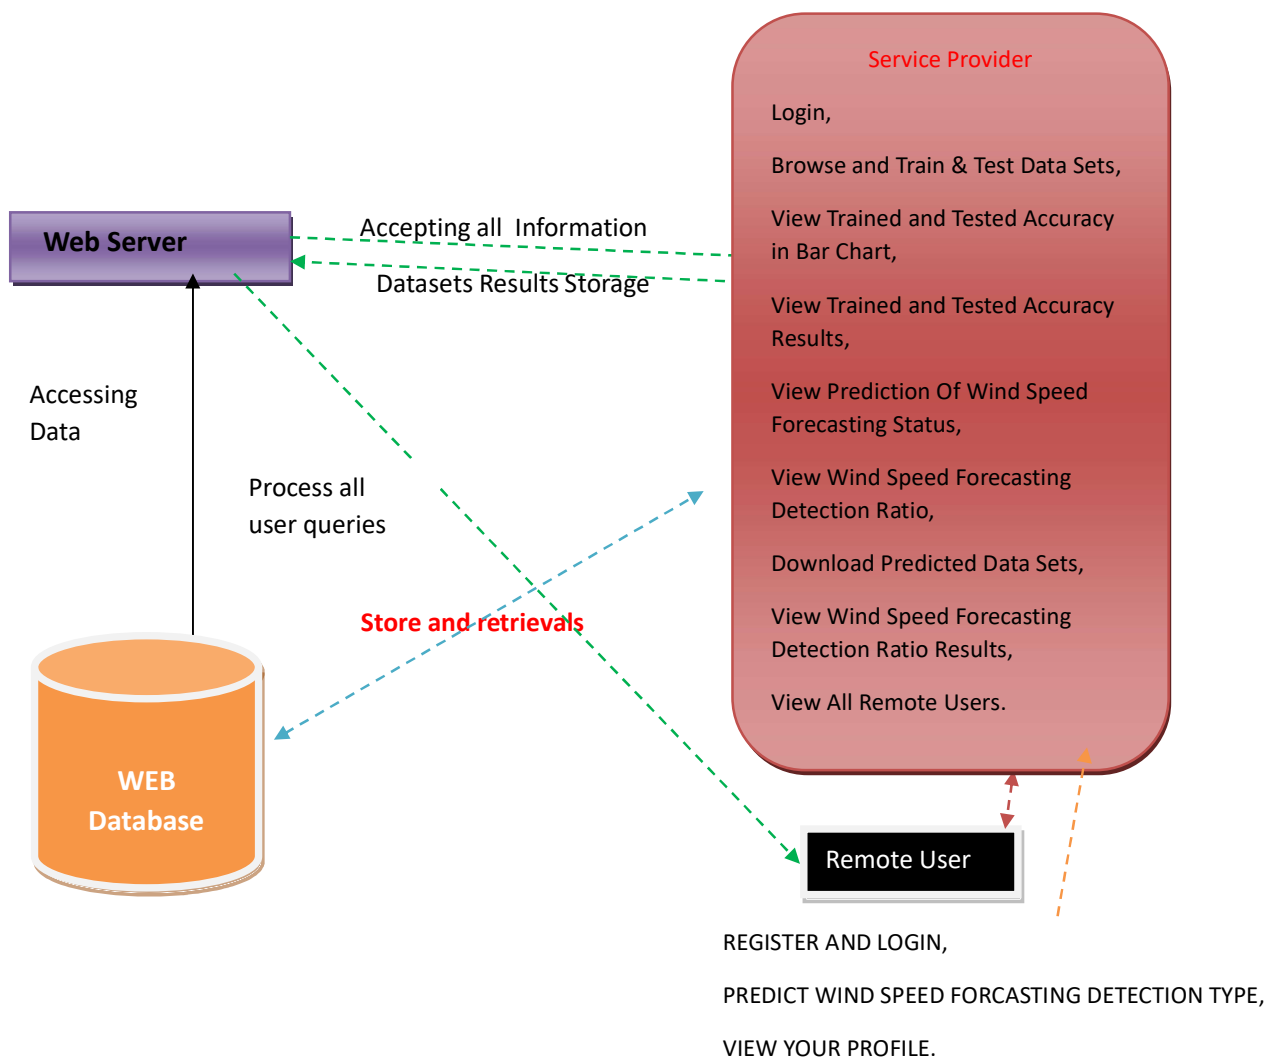 Service Provider
Login,
Browse and Train & Test Data Sets,
View Trained and Tested Accuracy
in Bar Chart,
View Trained and Tested Accuracy
Results,
View Prediction Of Wind Speed
Forecasting Status,
View Wind Speed Forecasting
Detection Ratio,
Download Predicted Data Sets,
View Wind Speed Forecasting
Detection Ratio Results,
View All Remote Users.
Web Server
Accepting all  Information
Datasets Results Storage
Accessing
Data
Process all
user queries
Store and retrievals
WEB
Database
Remote User
REGISTER AND LOGIN,
PREDICT WIND SPEED FORCASTING DETECTION TYPE,
VIEW YOUR PROFILE.